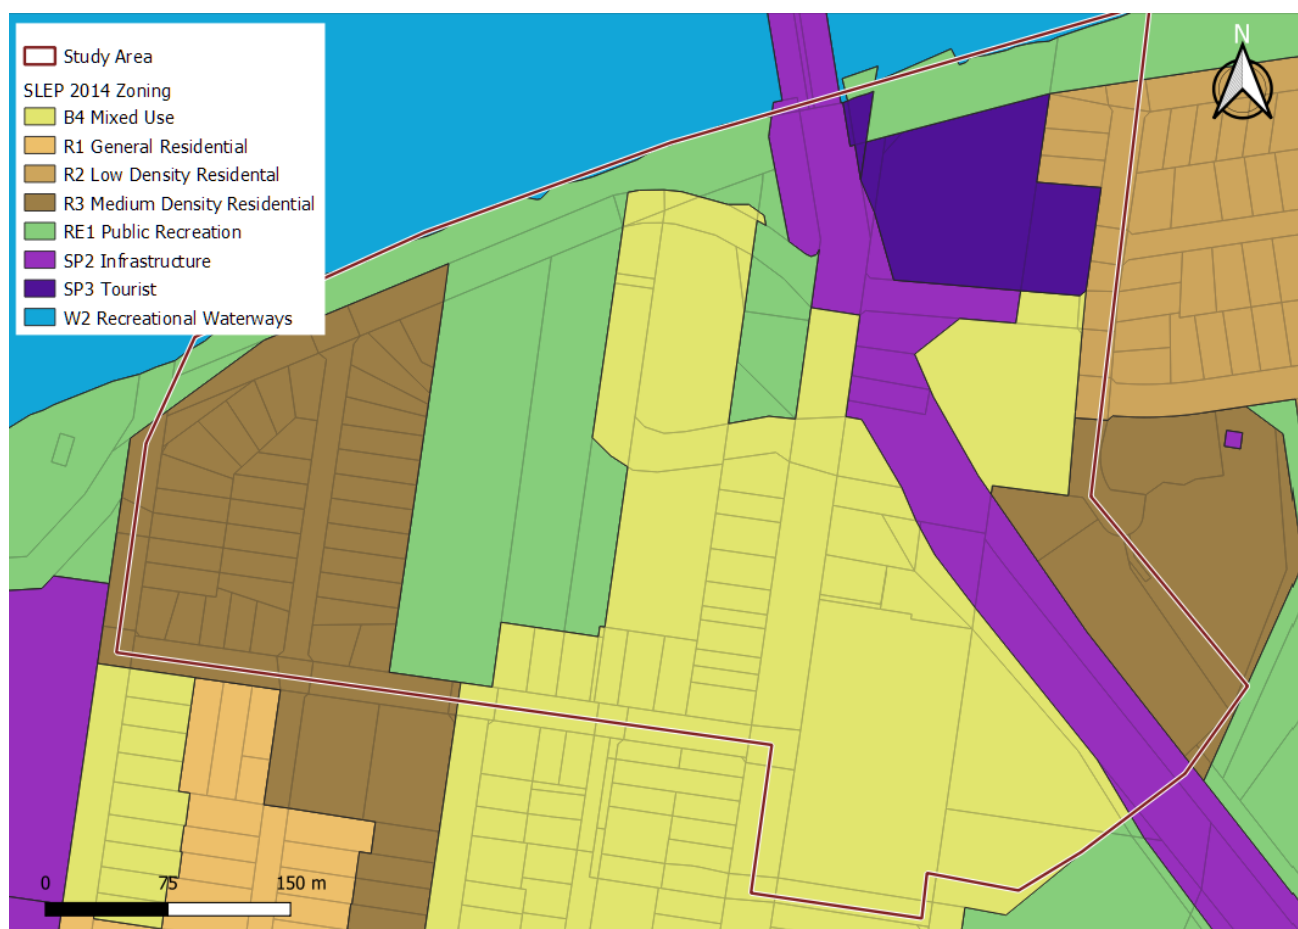 N
Study Area
SLEP 2014 Zoning
B4 Mixed Use
R1 General Residential
R2 Low Density Residental
R3 Medium Density Residential
RE1 Public Recreation
SP2 Infrastructure
SP3 Tourist
W2 Recreational Waterways
0 75 150 m